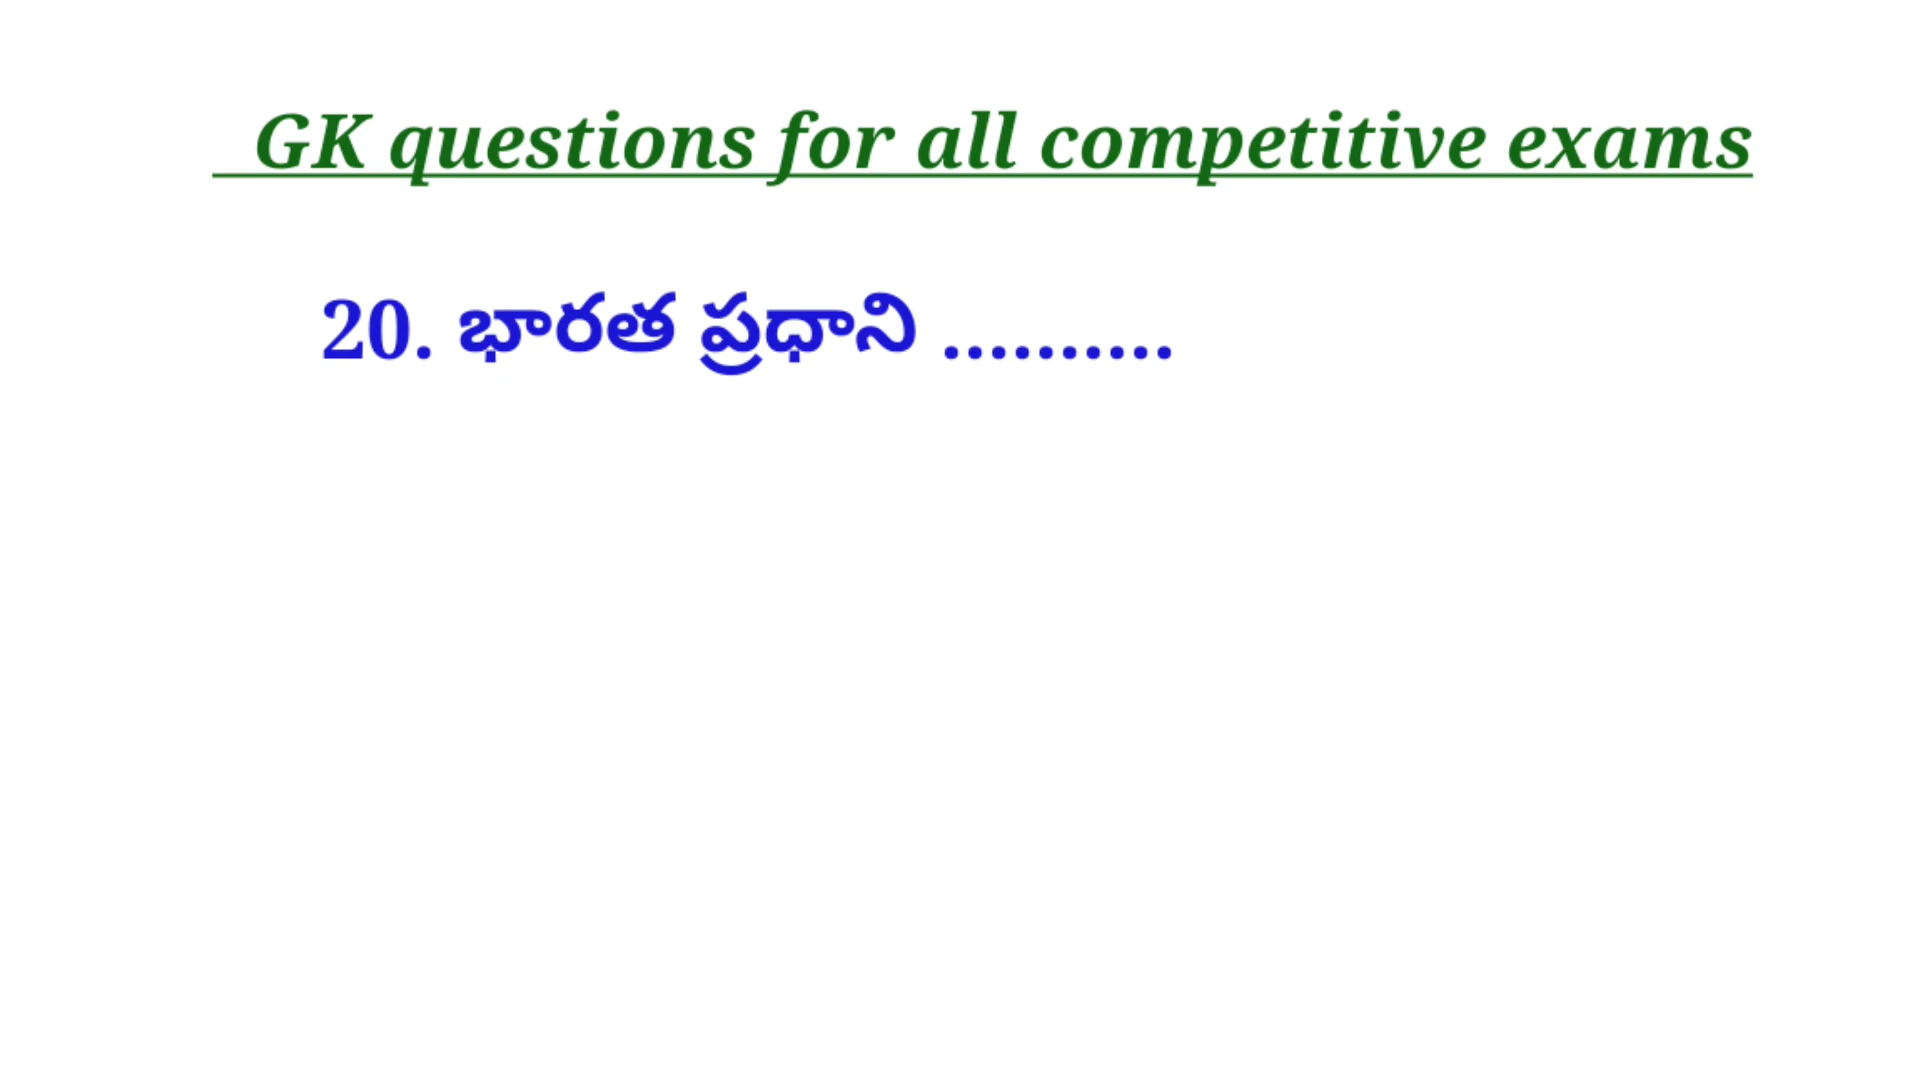 GK questions for all competitive exams
20. భారత ప్రధాని ..........